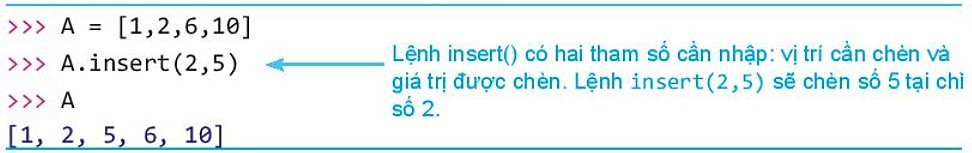 >>> A = [1,2,6,10]
>>> A.insert(2,5)
Lệnh insert() có hai tham số cần nhập: vị trí cần chèn và
giá trị được chèn. Lệnh insert(2,5) sẽ chèn số 5 tại chỉ
số 2.
>>> A
[1, 2, 5, 6, 10]